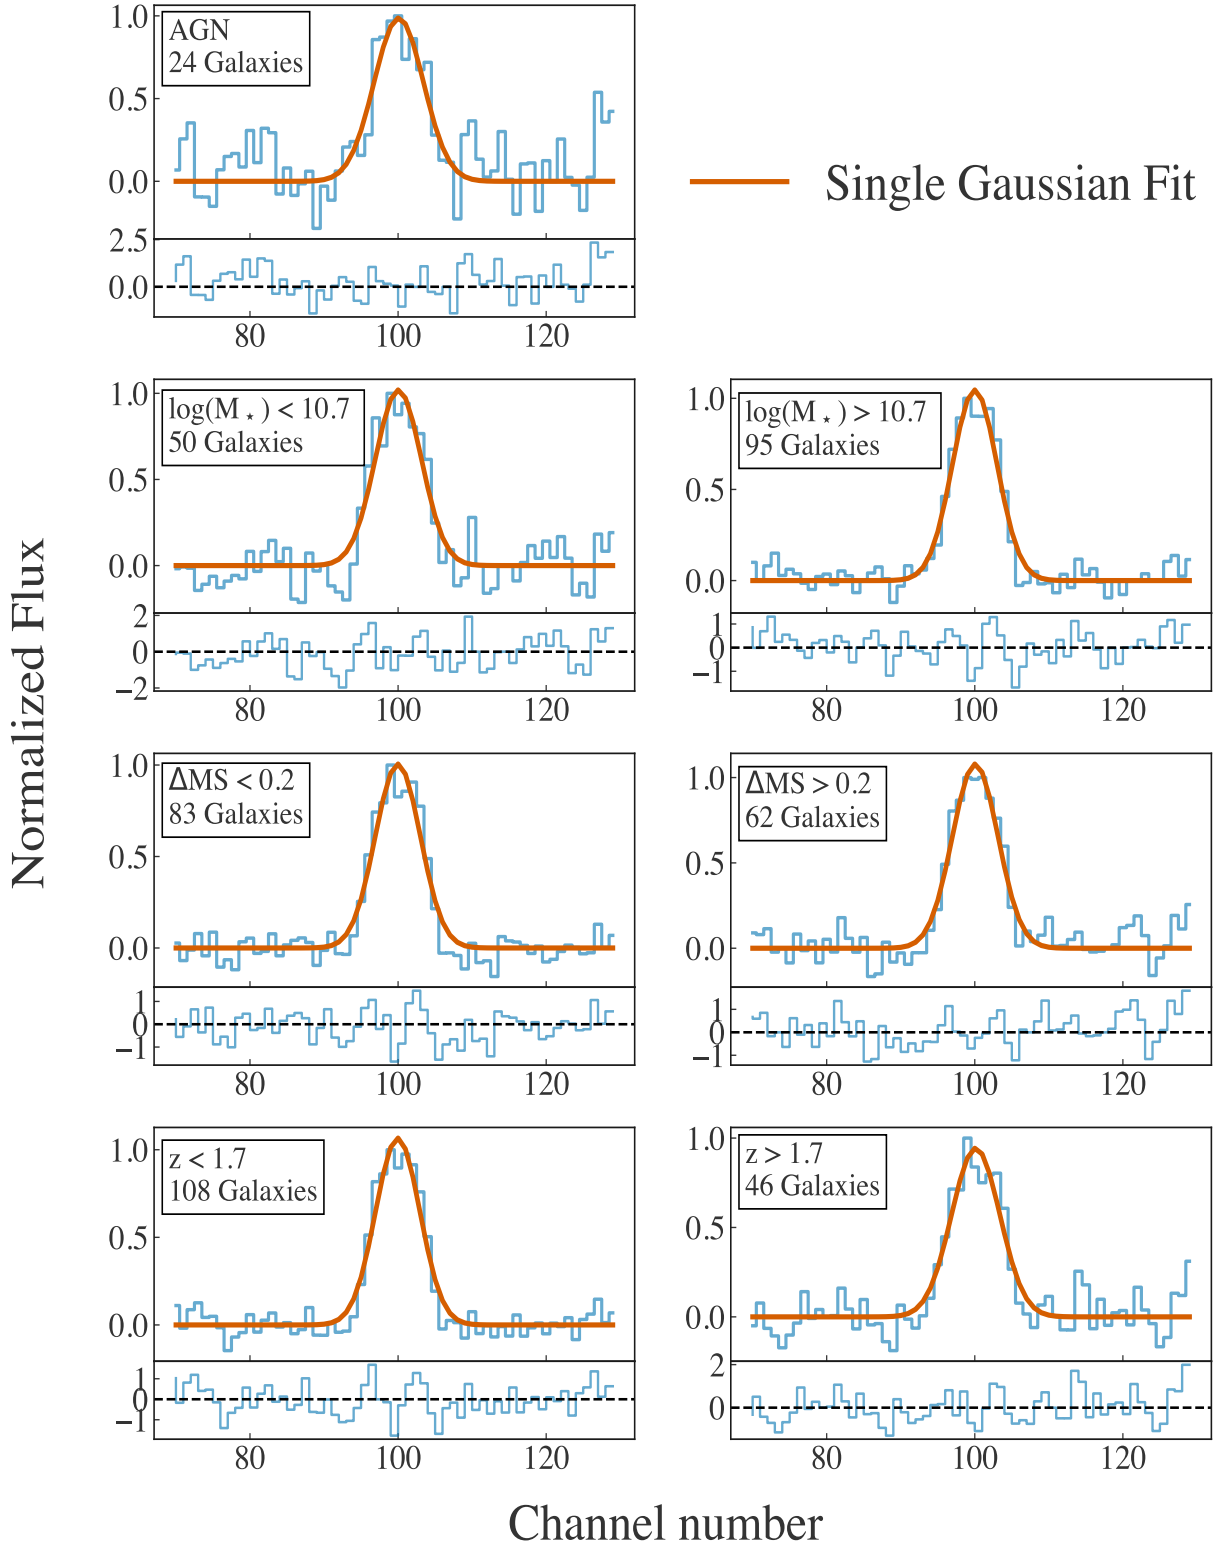 1.0
AGN
24 Galaxies
0.5
0.0
2.5
0.0
80 100 120
Single Gaussian Fit
Normalized Flux
1.0
log(M⋆) < 10.7
50 Galaxies
0.5
0.0
2
0
−2
80 100 120
1.0
log(M⋆) > 10.7
95 Galaxies
0.5
0.0
1
0
−1
80 100 120
1.0
ΔMS < 0.2
83 Galaxies
0.5
0.0
1
0
−1
80 100 120
1.0
ΔMS > 0.2
62 Galaxies
0.5
0.0
1
0
−1
80 100 120
1.0
z < 1.7
108 Galaxies
0.5
0.0
1
0
−1
80 100 120
1.0
z > 1.7
46 Galaxies
0.5
0.0
2
0
80 100 120
Channel number